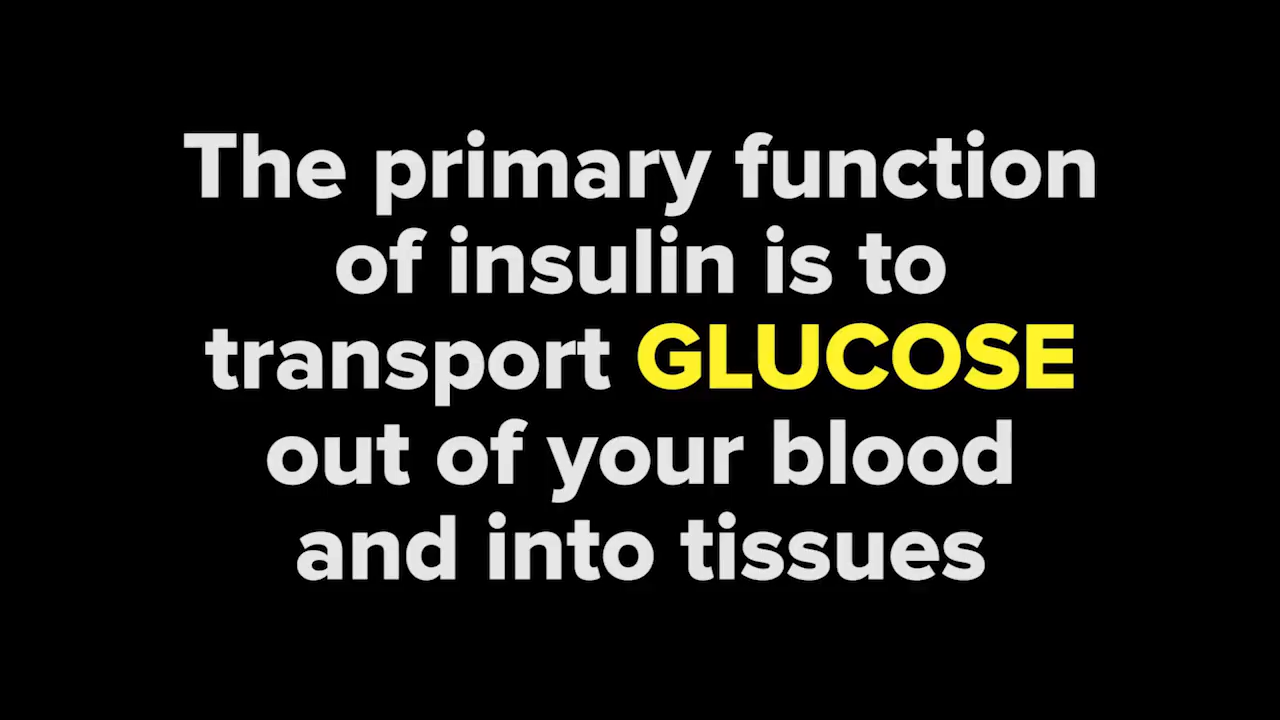 The primary function
of insulin is to
transport GLUCOSE
out of your blood
and into tissues